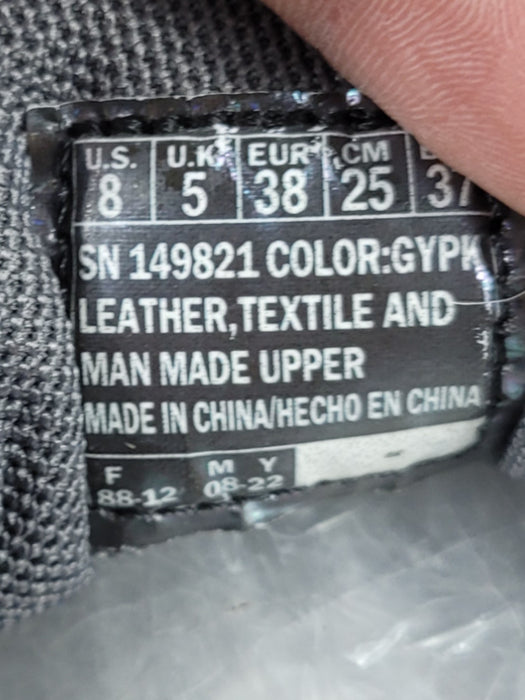 U.S. U.K. EUR CM
8 5 38 25 37
SN 149821 COLOR:GYPK
LEATHER,TEXTILE AND
MAN MADE UPPER
MADE IN CHINA/HECHO EN CHINA
F M Y
88-12 08-22